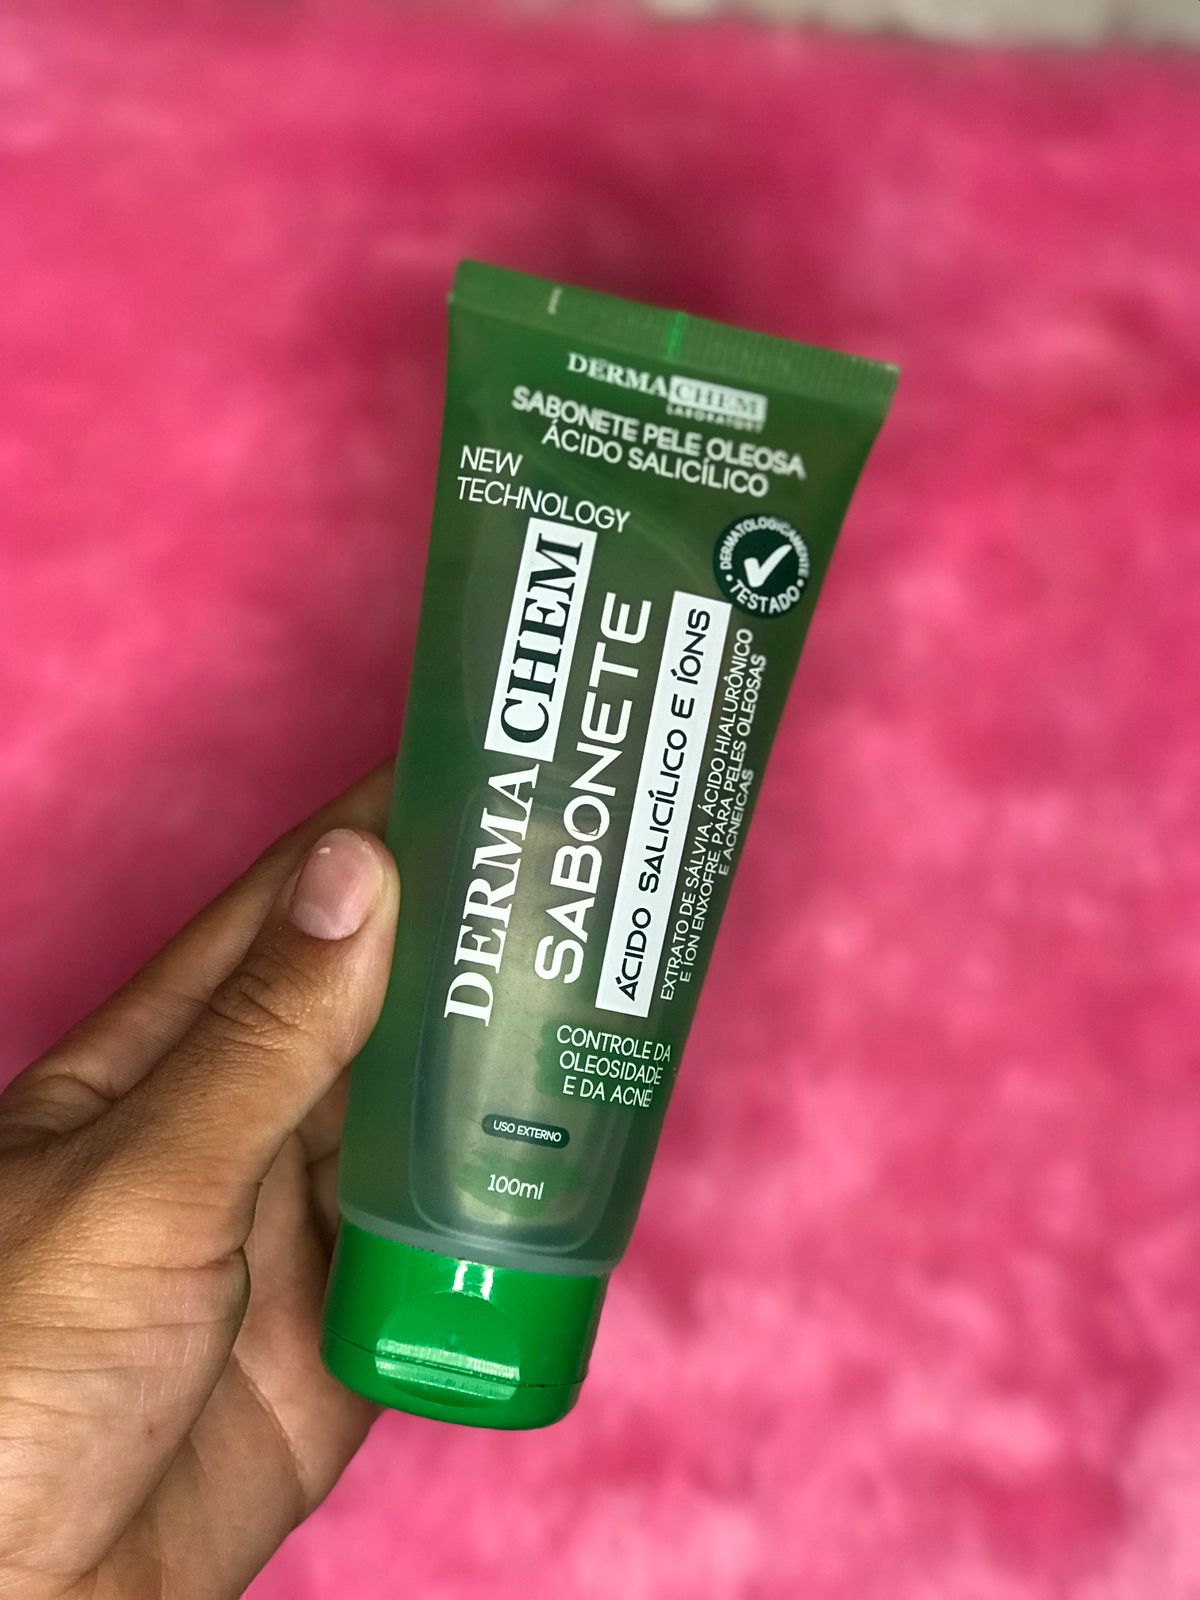 DERMA CHEM
LABORATORY
SABONETE PELE OLEOSA
ÁCIDO SALICÍLICO
NEW
TECHNOLOGY
DERMATOLOGICAMENTE
TESTADO
DERMA CHEM
SABONETE
ÁCIDO SALICÍLICO E ÍONS
EXTRATO DE SÁLVIA, ÁCIDO HIALURÔNICO
E ÍON ENXOFRE. PARA PELES OLEOSAS
E ACNEICAS
CONTROLE DA
OLEOSIDADE
E DA ACNE
USO EXTERNO
100ml